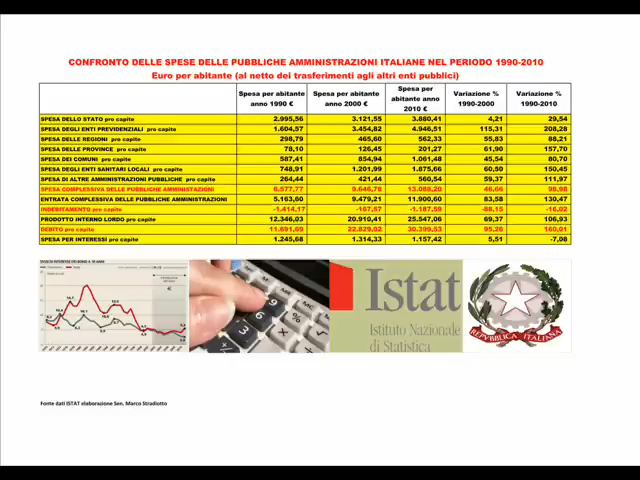 CONFRONTO DELLE SPESE DELLE PUBBLICHE AMMINISTRAZIONI ITALIANE NEL PERIODO 1990-2010
Euro per abitante (al netto dei trasferimenti agli altri enti pubblici)
Spesa per abitante anno 1990 € Spesa per abitante anno 2000 € Spesa per abitante anno 2010 € Variazione % 1990-2000 Variazione % 1990-2010
SPESA DELLO STATO pro capite 2.995,56 3.121,55 3.880,41 4,21 29,54
SPESA DEGLI ENTI PREVIDENZIALI pro capite 1.604,57 3.454,82 4.946,51 115,31 208,28
SPESA DELLE REGIONI pro capite 298,79 465,60 562,33 55,83 88,21
SPESA DELLE PROVINCE pro capite 78,10 126,45 201,27 61,90 157,70
SPESA DEI COMUNI pro capite 587,41 854,94 1.061,48 45,54 80,70
SPESA DEGLI ENTI SANITARI LOCALI pro capite 748,91 1.201,99 1.875,66 60,50 150,45
SPESA DI ALTRE AMMINISTRAZIONI PUBBLICHE pro capite 264,44 421,44 560,54 59,37 111,97
SPESA COMPLESSIVA DELLE PUBBLICHE AMMINISTAZIONI 6.577,77 9.646,78 13.088,20 46,66 98,98
ENTRATA COMPLESSIVA DELLE PUBBLICHE AMMINISTRAZIONI 5.163,60 9.479,21 11.900,60 83,58 130,47
INDEBITAMENTO pro capite -1.414,17 -167,57 -1.187,59 -88,15 -16,02
PRODOTTO INTERNO LORDO pro capite 12.346,03 20.910,41 25.547,06 69,37 106,93
DEBITO pro capite 11.691,69 22.829,02 30.399,53 95,26 160,01
SPESA PER INTERESSI pro capite 1.245,68 1.314,33 1.157,42 5,51 -7,08
Istat
Istituto Nazionale
di Statistica
REPVBBLICA ITALIANA
Fonte dati ISTAT elaborazione Sen. Marco Stradiotto